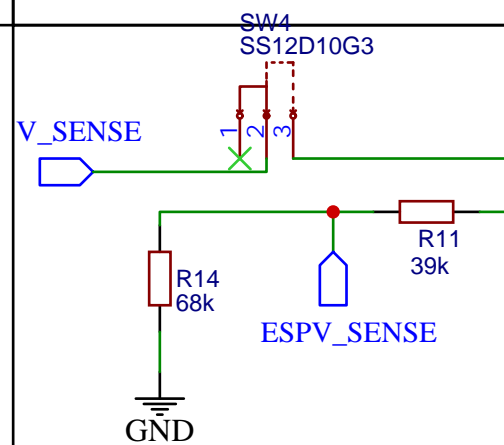 SW4
SS12D10G3
V_SENSE
1 2 3
R11
39k
R14
68k
ESPV_SENSE
GND